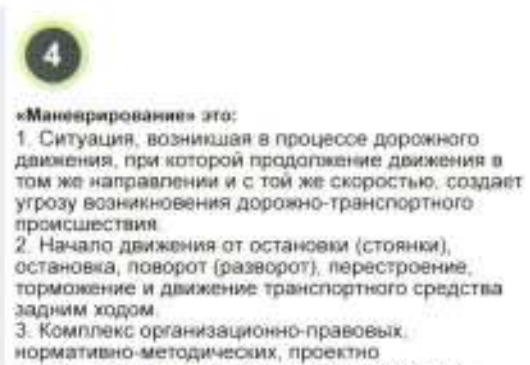 4
«Маневрирование» это:
1. Ситуация, возникшая в процессе дорожного
движения, при которой продолжение движения в
том же направлении и с той же скоростью, создает
угрозу возникновения дорожно-транспортного
происшествия.
2. Начало движения от остановки (стоянки),
остановка, поворот (разворот), перестроение,
торможение и движение транспортного средства
задним ходом.
3. Комплекс организационно-правовых,
нормативно-методических, проектно